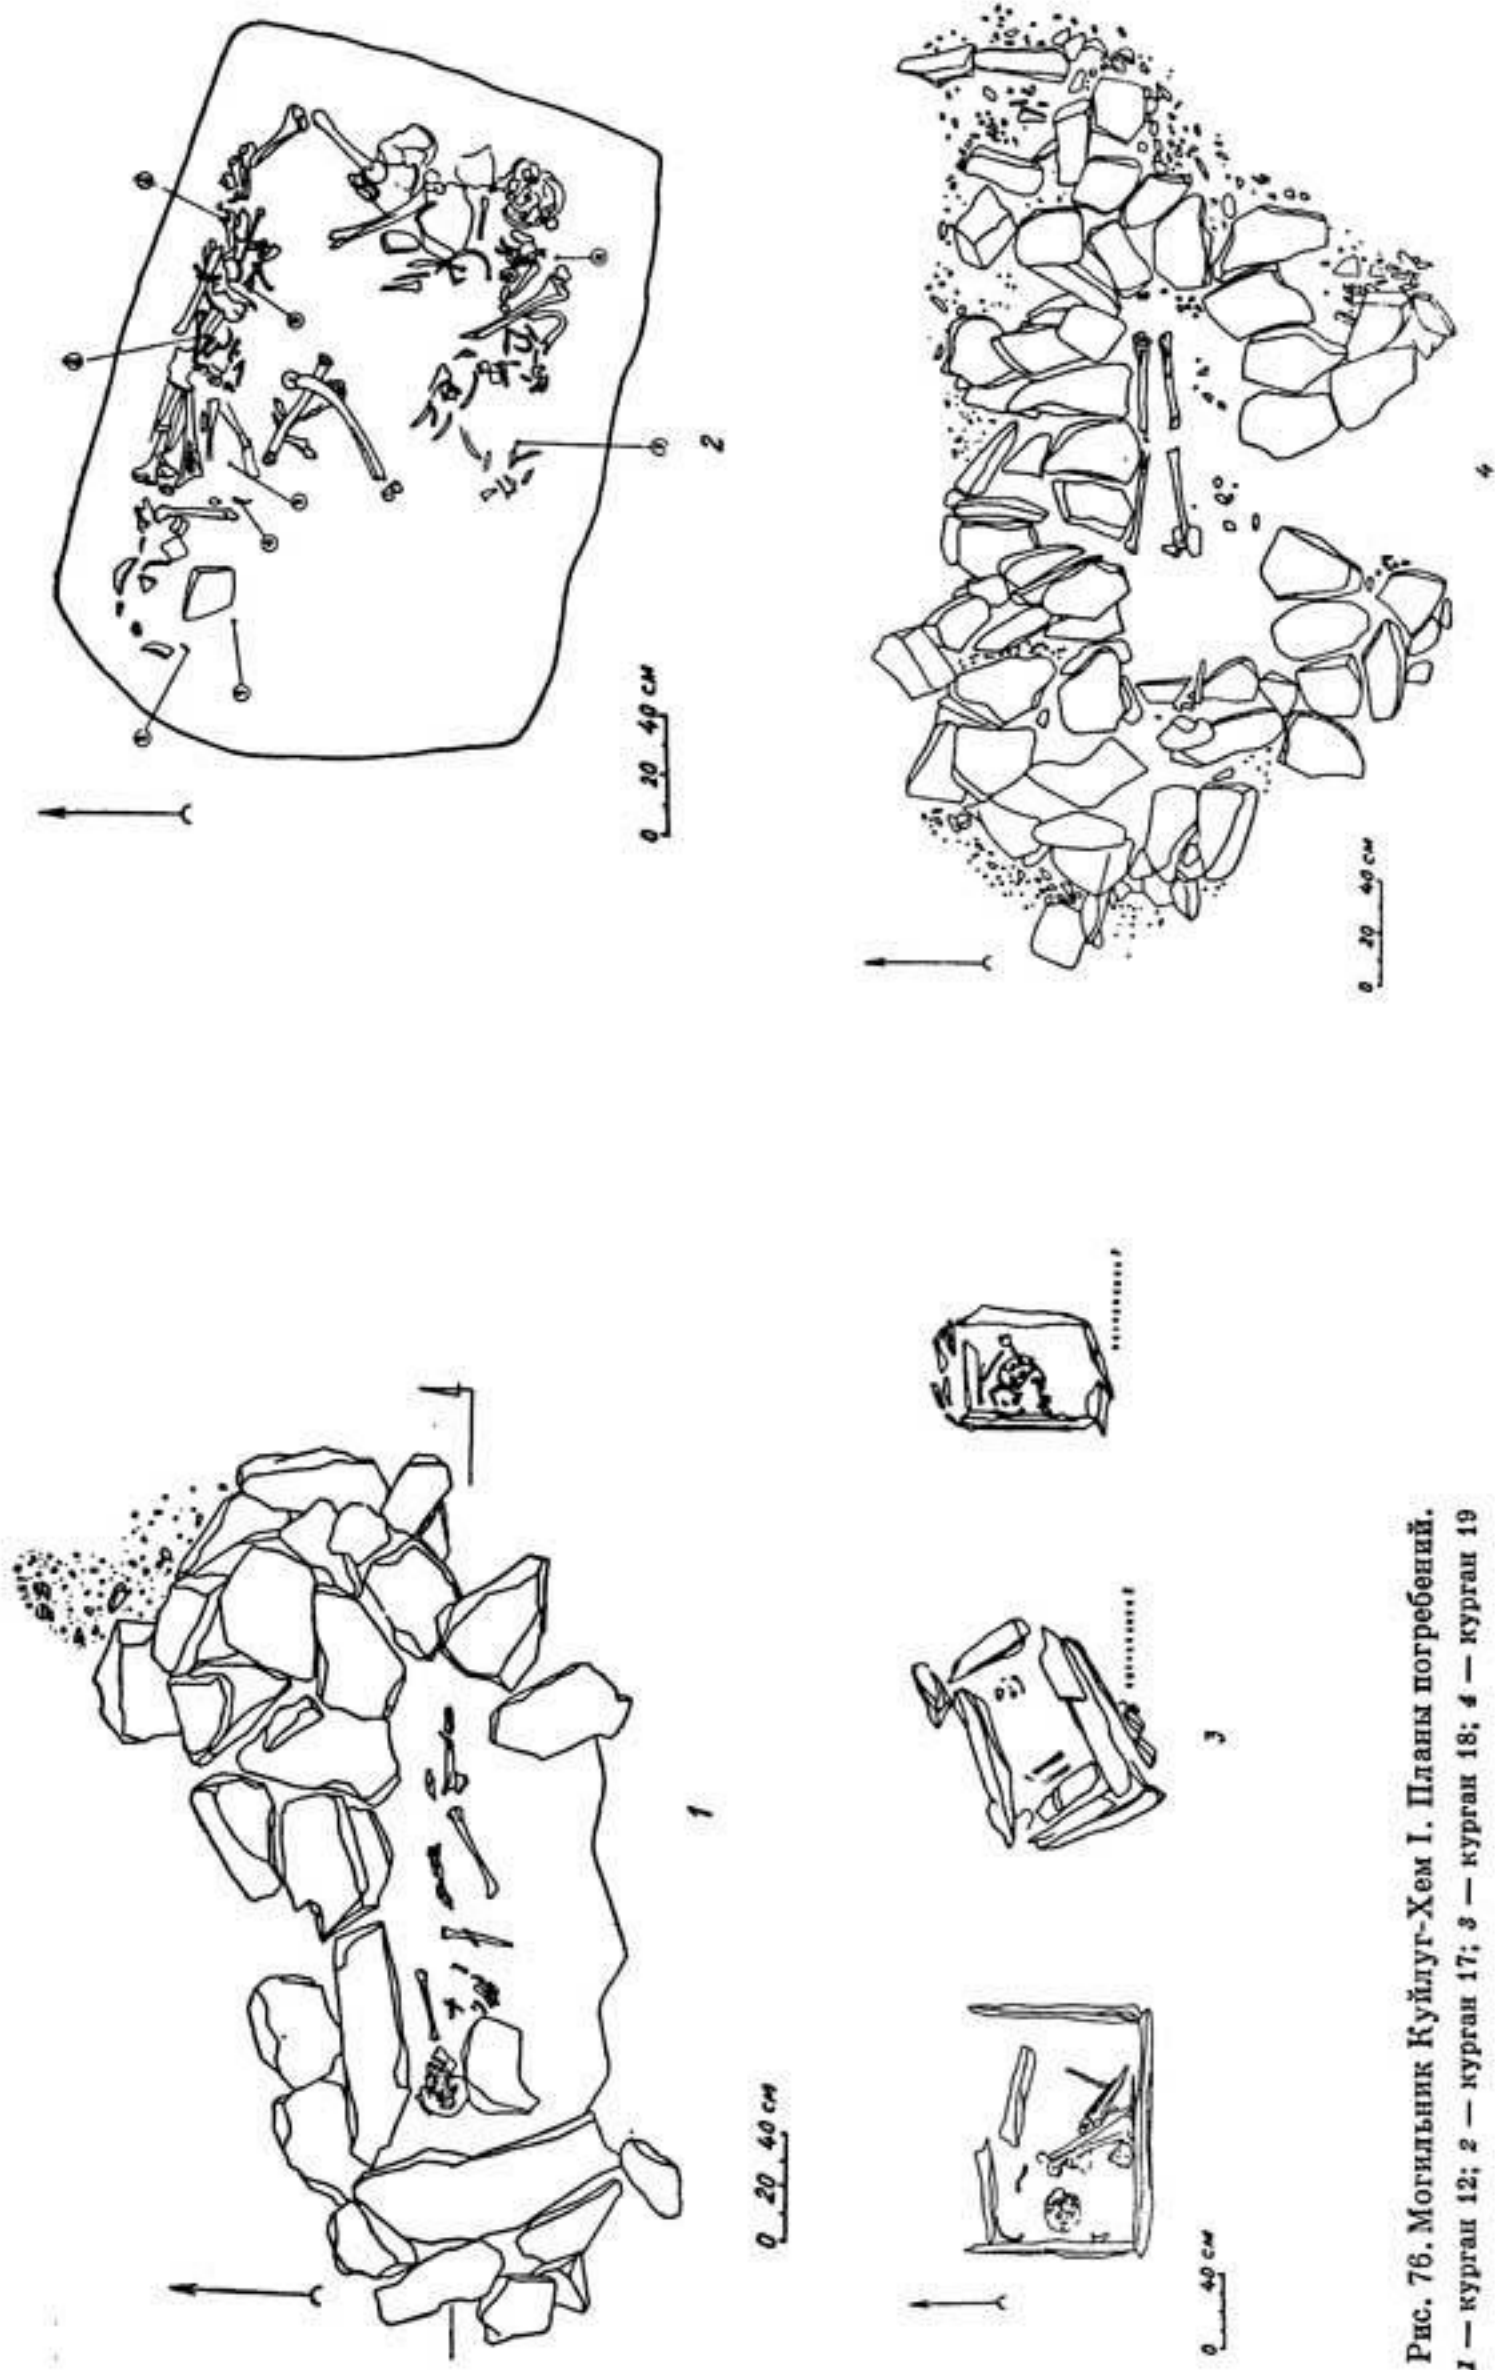 2
0 20 40 см
4
0 20 40 см
1
0 20 40 см
3
0 40 см
Рис. 76. Могильник Куйлуг-Хем I. Планы погребений.
1 — курган 12; 2 — курган 17; 3 — курган 18; 4 — курган 19